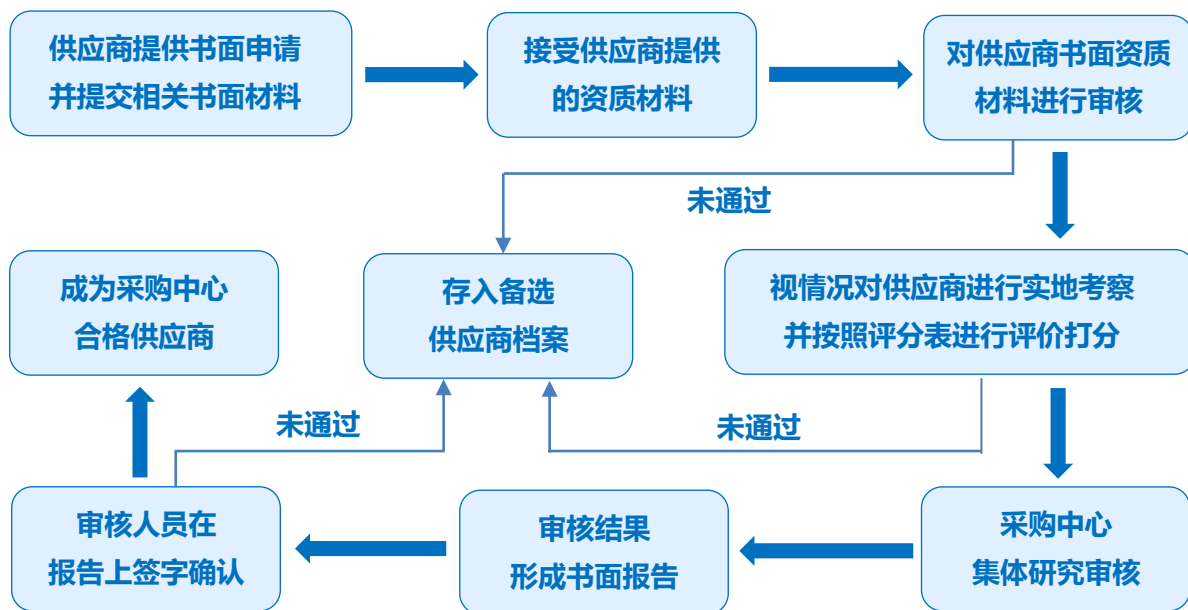 供应商提供书面申请
并提交相关书面材料
接受供应商提供
的资质材料
对供应商书面资质
材料进行审核
未通过
成为采购中心
合格供应商
存入备选
供应商档案
视情况对供应商进行实地考察
并按照评分表进行评价打分
未通过
未通过
审核人员在
报告上签字确认
审核结果
形成书面报告
采购中心
集体研究审核